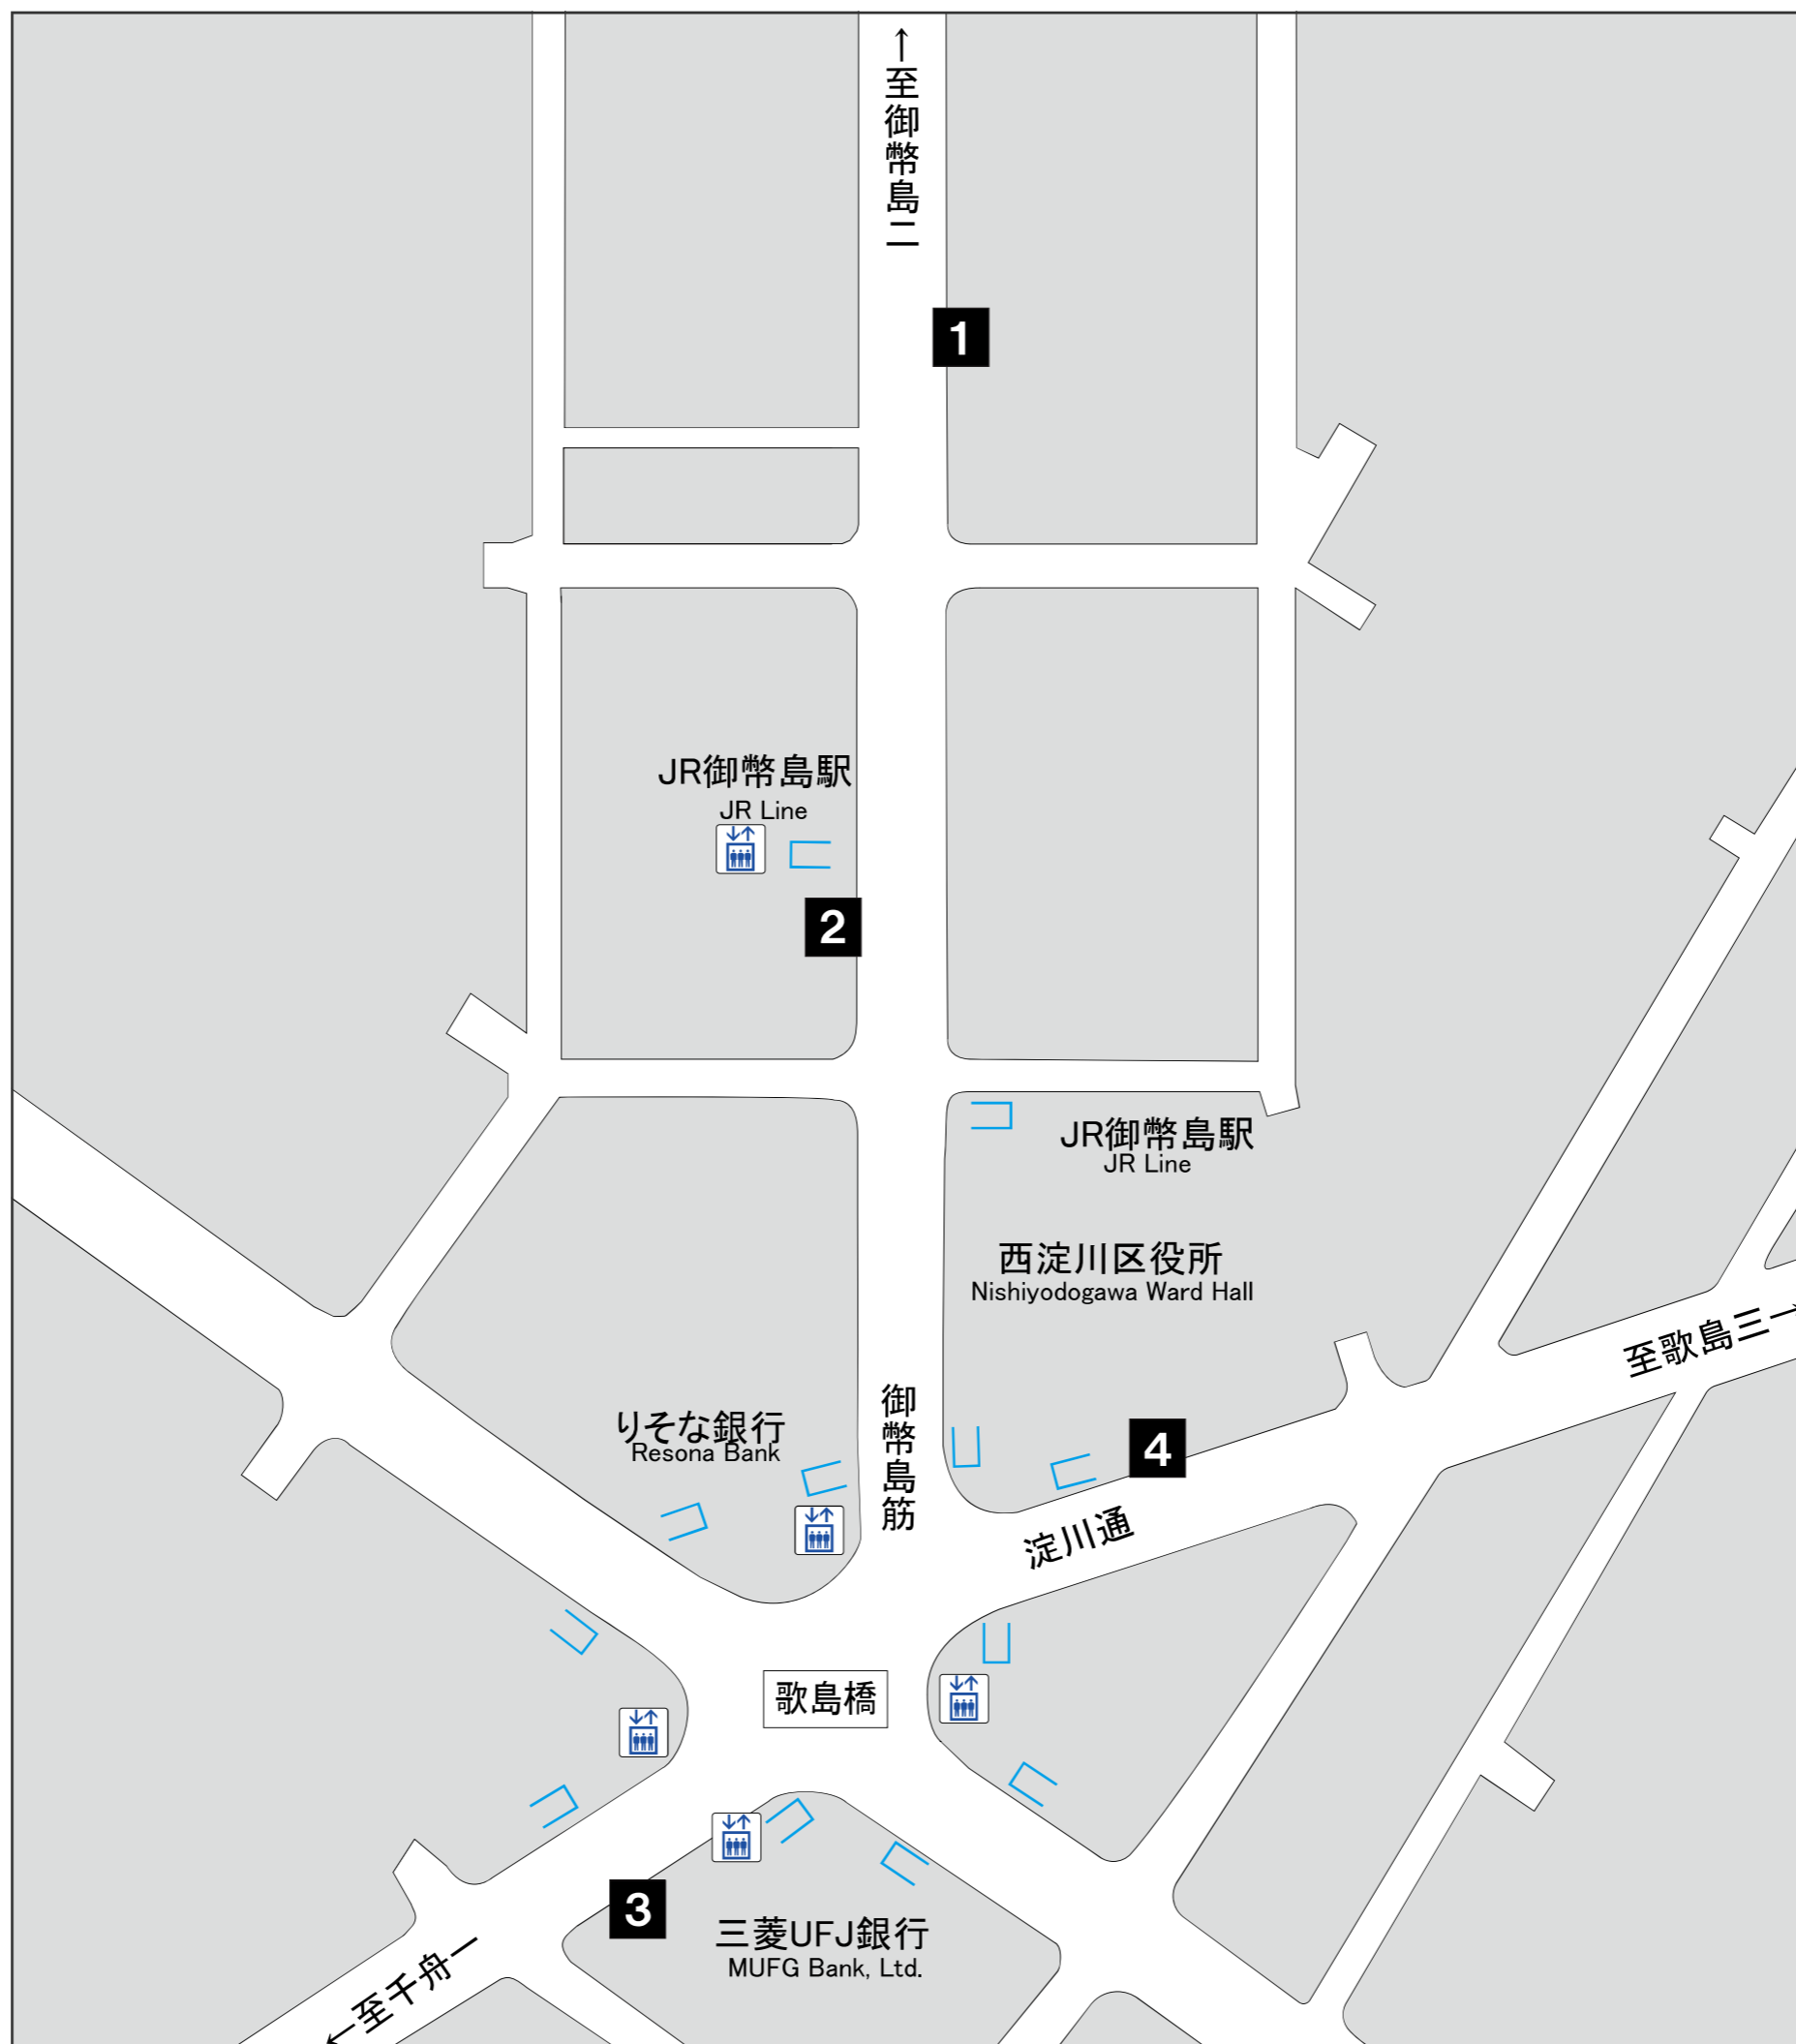 ↑至御幣島二
1
JR御幣島駅
JR Line
2
JR御幣島駅
JR Line
西淀川区役所
Nishiyodogawa Ward Hall
至歌島三→
りそな銀行
Resona Bank
御幣島筋
4
淀川通
歌島橋
3
三菱UFJ銀行
MUFG Bank, Ltd.
←至千舟一